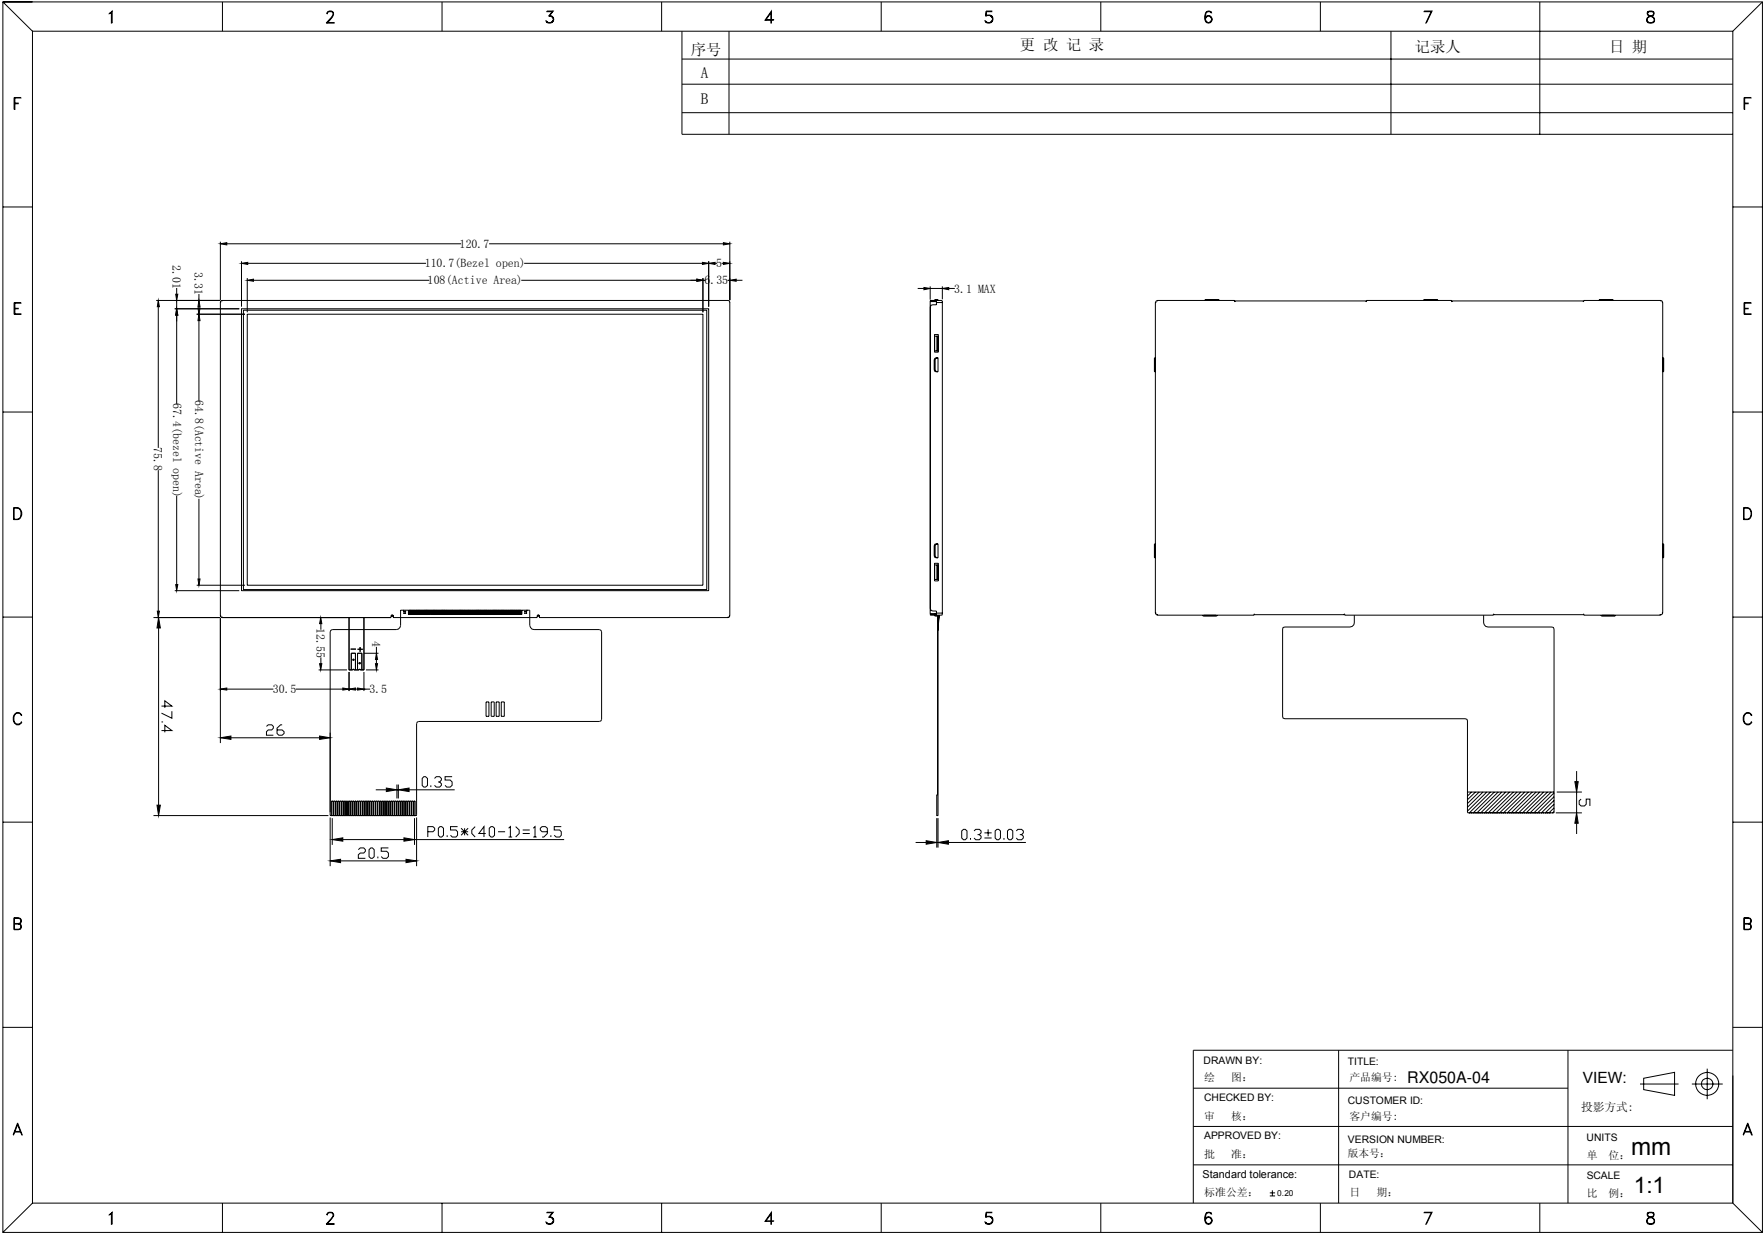 1 2 3 4 5 6 7 8
序号 更改记录 记录人 日期
A
B
F F
E E
D D
C C
B B
A A
120.7
110.7(Bezel open) 5
108(Active Area) 6.35
2.01
3.31
75.8
67.4(bezel open)
64.8(Active Area)
12.55
4
- +
30.5 3.5
47.4
26
0.35
P0.5*(40-1)=19.5
20.5
3.1 MAX
0.3±0.03
5
DRAWN BY:
绘 图:
CHECKED BY:
审 核:
APPROVED BY:
批 准:
Standard tolerance:
标准公差: ±0.20
TITLE:
产品编号: RX050A-04
CUSTOMER ID:
客户编号:
VERSION NUMBER:
版本号:
DATE:
日 期:
VIEW:
投影方式:
UNITS
单 位: mm
SCALE
比 例: 1:1
1 2 3 4 5 6 7 8